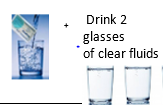 Drink 2
glasses
of clear fluids